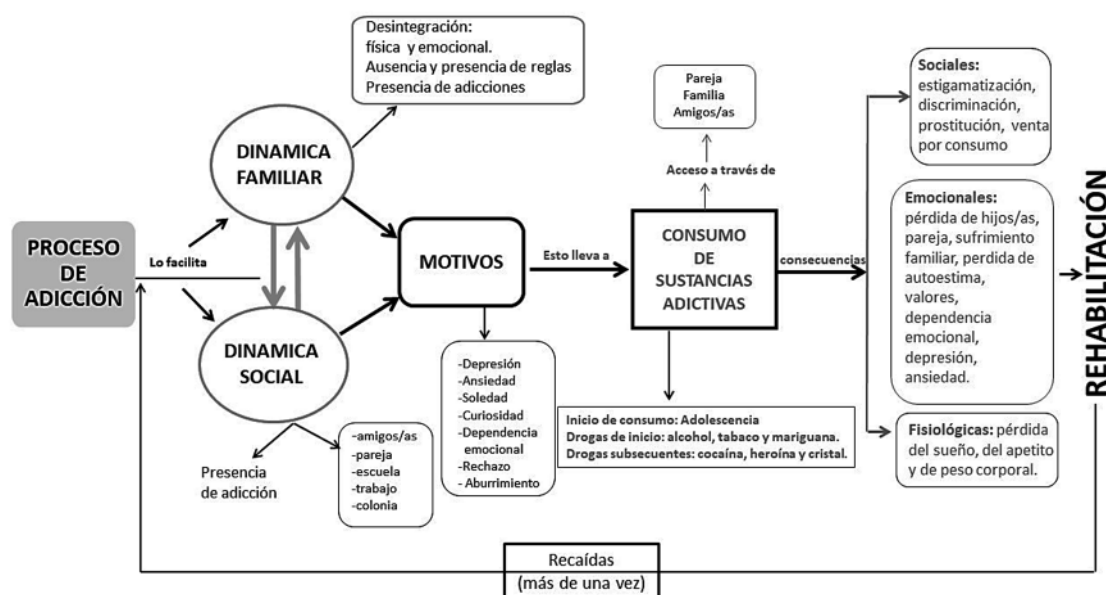 PROCESO
DE
ADICCIÓN
Lo facilita
DINAMICA
FAMILIAR
Desintegración:
física y emocional.
Ausencia y presencia de reglas
Presencia de adicciones
DINAMICA
SOCIAL
Presencia
de adicción
-amigos/as
-pareja
-escuela
-trabajo
-colonia
MOTIVOS
-Depresión
-Ansiedad
-Soledad
-Curiosidad
-Dependencia
emocional
-Rechazo
- Aburrimiento
Esto lleva a
Pareja
Familia
Amigos/as
Acceso a través de
CONSUMO
DE
SUSTANCIAS
ADICTIVAS
Inicio de consumo: Adolescencia
Drogas de inicio: alcohol, tabaco y mariguana.
Drogas subsecuentes: cocaína, heroína y cristal.
consecuencias
Sociales:
estigamatización,
discriminación,
prostitución, venta
por consumo
Emocionales:
pérdida de hijos/as,
pareja, sufrimiento
familiar, perdida de
autoestima,
valores,
dependencia
emocional,
depresión,
ansiedad.
Fisiológicas: pérdida
del sueño, del apetito
y de peso corporal.
REHABILITACIÓN
Recaídas
(más de una vez)